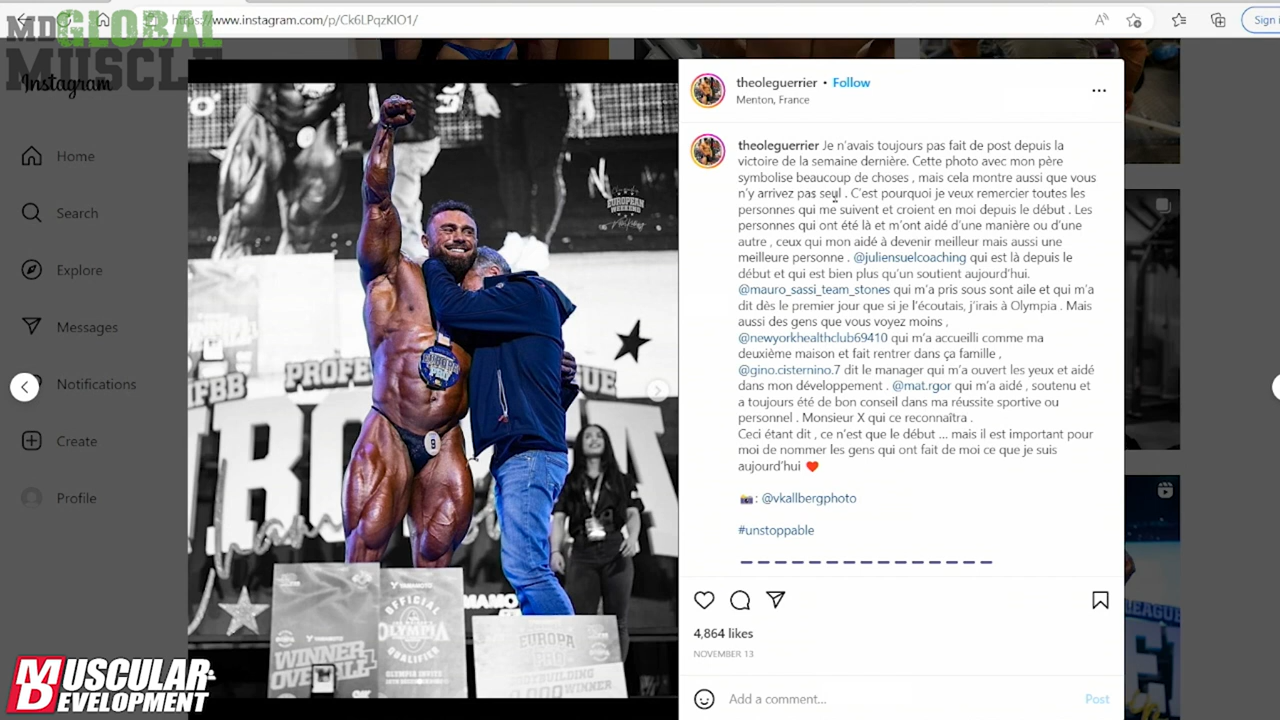 https://www.instagram.com/p/Ck6LPqzKIO1/
Sign i
MD GLOBAL
MUSCLE
Instagram
Home
Search
Explore
Messages
Notifications
Create
Profile
EUROPEAN
WEEKEND
IFBB PROFE
UE
9
WINNER
OVERALL
YAMAMOTO
OFFICIAL
OLYMPIA
QUALIFIER
EUROPA
PRO
WINNER
MUSCULAR
DEVELOPMENT
theoleguerrier • Follow
Menton, France
theoleguerrier Je n'avais toujours pas fait de post depuis la
victoire de la semaine dernière. Cette photo avec mon père
symbolise beaucoup de choses , mais cela montre aussi que vous
n'y arrivez pas seul . C'est pourquoi je veux remercier toutes les
personnes qui me suivent et croient en moi depuis le début . Les
personnes qui ont été là et m'ont aidé d'une manière ou d'une
autre , ceux qui mon aidé à devenir meilleur mais aussi une
meilleure personne . @juliensuelcoaching qui est là depuis le
début et qui est bien plus qu'un soutient aujourd'hui.
@mauro_sassi_team_stones qui m'a pris sous sont aile et qui m'a
dit dès le premier jour que si je l'écoutais, j'irais à Olympia . Mais
aussi des gens que vous voyez moins ,
@newyorkhealthclub69410 qui m'a accueilli comme ma
deuxième maison et fait rentrer dans ça famille ,
@gino.cisternino.7 dit le manager qui m'a ouvert les yeux et aidé
dans mon développement . @mat.rgor qui m'a aidé , soutenu et
a toujours été de bon conseil dans ma réussite sportive ou
personnel . Monsieur X qui ce reconnaîtra .
Ceci étant dit , ce n'est que le début ... mais il est important pour
moi de nommer les gens qui ont fait de moi ce que je suis
aujourd'hui ❤️
📸: @vkallbergphoto
#unstoppable
4,864 likes
NOVEMBER 13
Add a comment...
Post